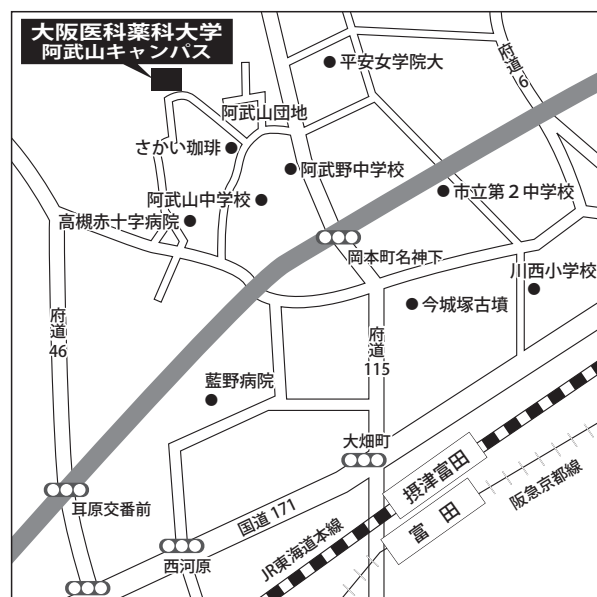 大阪医科薬科大学
阿武山キャンパス
平安女学院大
府道6
阿武山団地
さかい珈琲
阿武野中学校
阿武山中学校
市立第2中学校
高槻赤十字病院
岡本町名神下
川西小学校
今城塚古墳
府道
46
府道
115
藍野病院
大畑町
摂津富田
耳原交番前
国道171
富田
阪急京都線
西河原
JR東海道本線